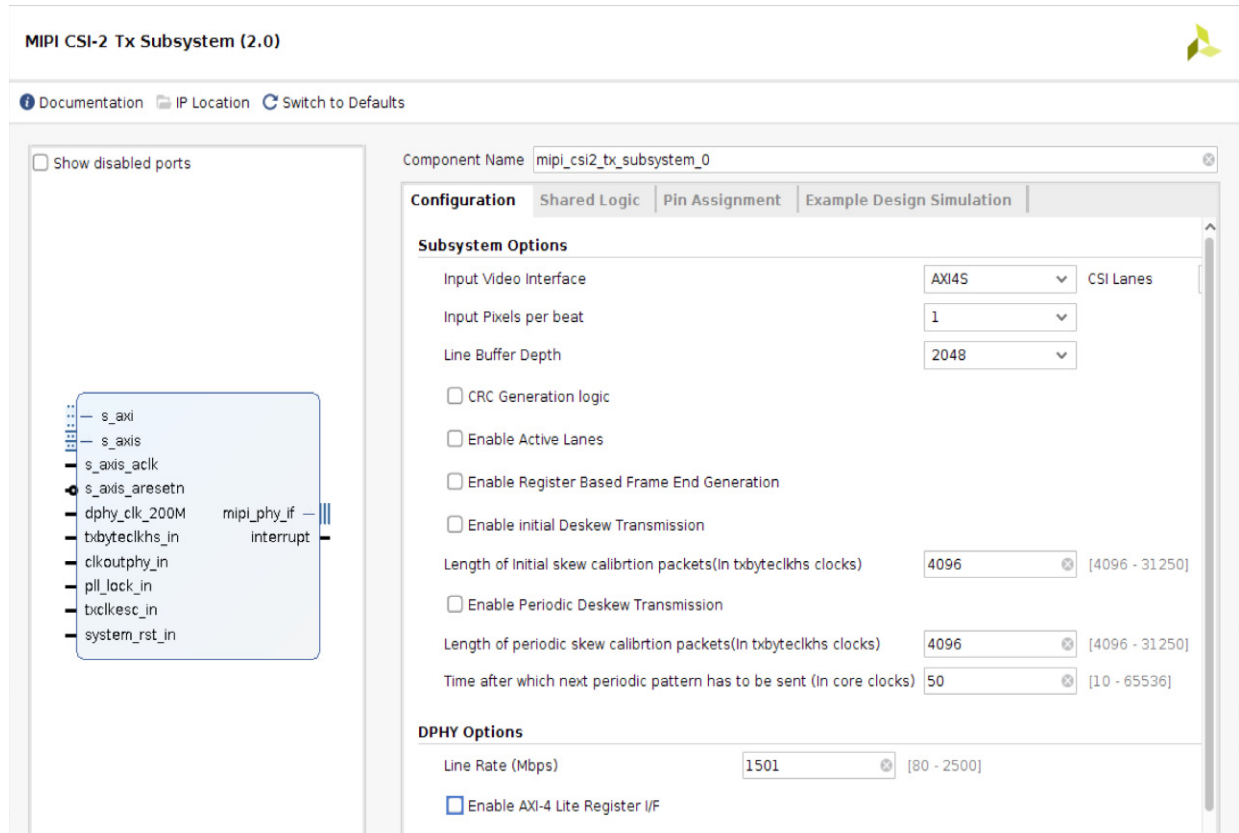 MIPI CSI-2 Tx Subsystem (2.0)
Documentation IP Location Switch to Defaults
Show disabled ports
s_axi
s_axis
s_axis_aclk
s_axis_aresetn
dphy_clk_200M
txbyteclkhs_in
clkoutphy_in
pll_lock_in
txclkesc_in
system_rst_in
mipi_phy_if
interrupt
Component Name mipi_csi2_tx_subsystem_0
Configuration Shared Logic Pin Assignment Example Design Simulation
Subsystem Options
Input Video Interface AXI4S CSI Lanes
Input Pixels per beat 1
Line Buffer Depth 2048
CRC Generation logic
Enable Active Lanes
Enable Register Based Frame End Generation
Enable initial Deskew Transmission
Length of Initial skew calibrtion packets(In txbyteclkhs clocks) 4096 [4096 - 31250]
Enable Periodic Deskew Transmission
Length of periodic skew calibrtion packets(In txbyteclkhs clocks) 4096 [4096 - 31250]
Time after which next periodic pattern has to be sent (In core clocks) 50 [10 - 65536]
DPHY Options
Line Rate (Mbps) 1501 [80 - 2500]
Enable AXI-4 Lite Register I/F